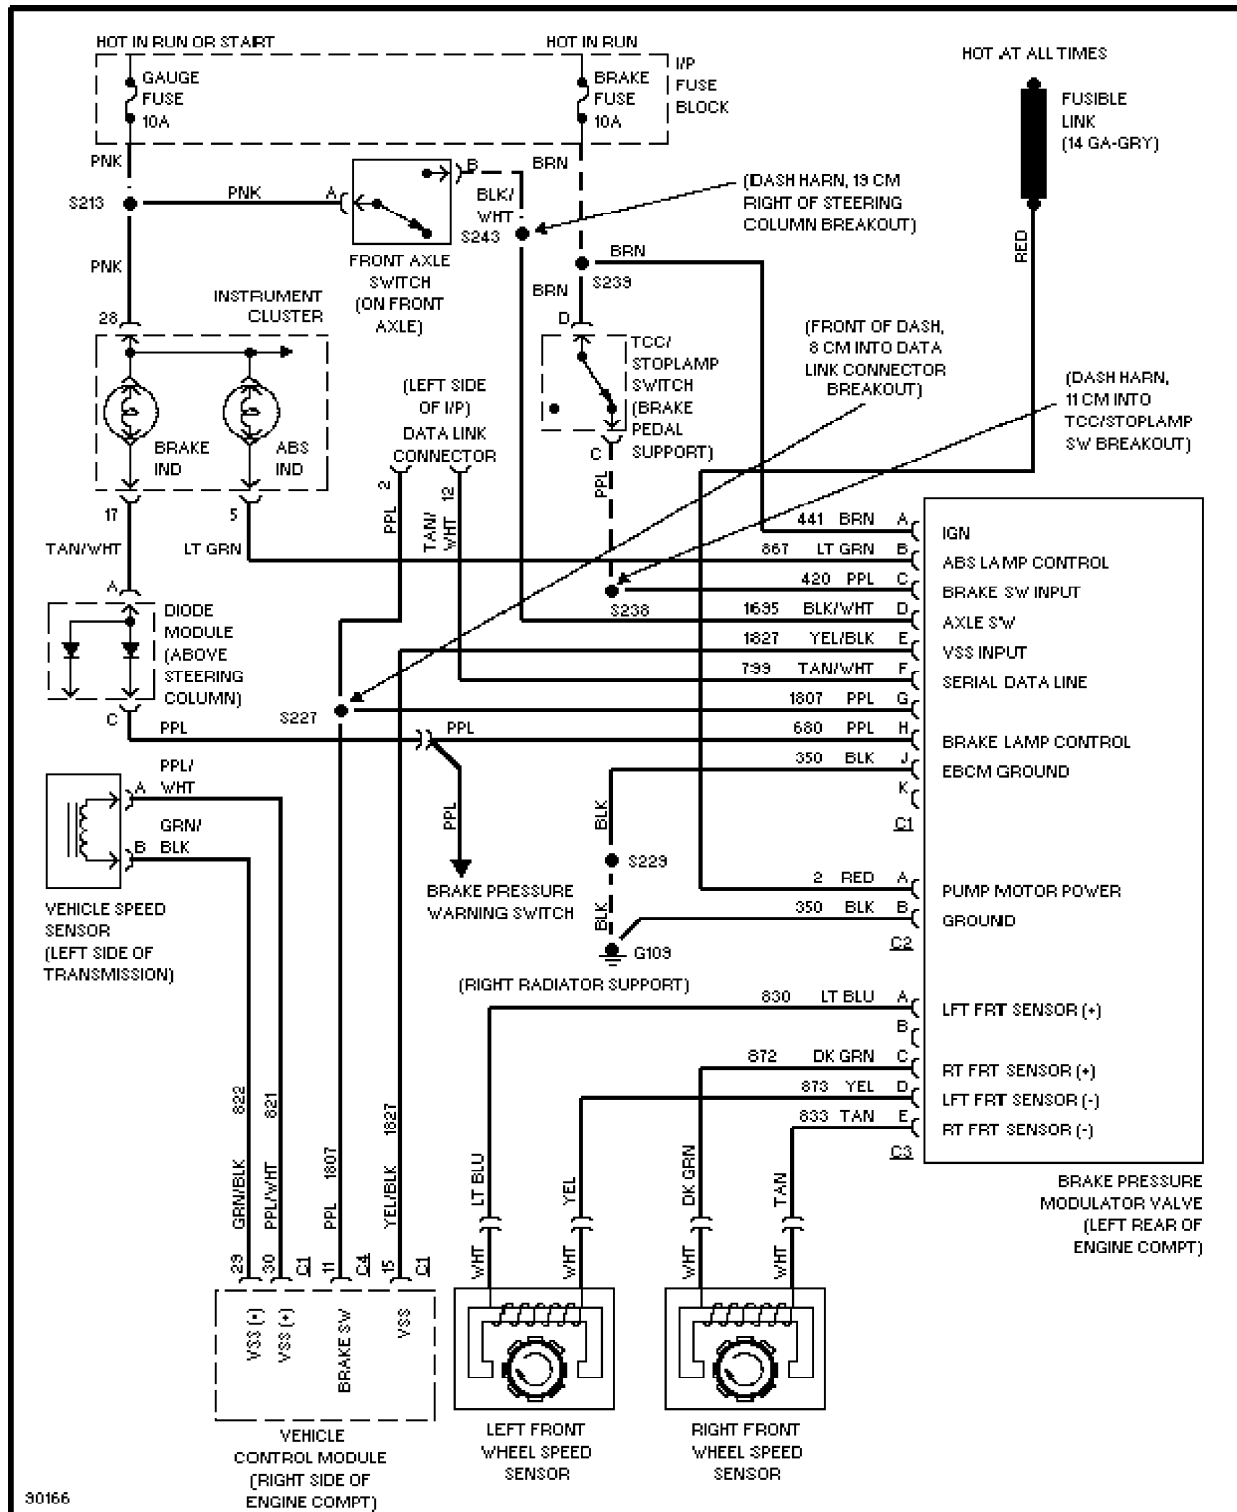 HOT IN RUN OR START
HOT IN RUN
HOT AT ALL TIMES
GAUGE
FUSE
10A
BRAKE
FUSE
10A
I/P
FUSE
BLOCK
FUSIBLE
LINK
(14 GA-GRY)
PNK
S213
PNK
A
B
BLK/
WHT
S243
BRN
(DASH HARN, 19 CM
RIGHT OF STEERING
COLUMN BREAKOUT)
RED
FRONT AXLE
SWITCH
(ON FRONT
AXLE)
BRN
S239
BRN
PNK
28
INSTRUMENT
CLUSTER
D
TCC/
STOPLAMP
SWITCH
(BRAKE
PEDAL
SUPPORT)
C
PPL
(FRONT OF DASH,
8 CM INTO DATA
LINK CONNECTOR
BREAKOUT)
(DASH HARN,
11 CM INTO
TCC/STOPLAMP
SW BREAKOUT)
BRAKE
IND
ABS
IND
(LEFT SIDE
OF I/P)
DATA LINK
CONNECTOR
2
PPL
12
TAN/
WHT
17
5
TAN/WHT
LT GRN
A
DIODE
MODULE
(ABOVE
STEERING
COLUMN)
C
PPL
S238
S227
PPL
PPL
BRAKE PRESSURE
WARNING SWITCH
441 BRN A IGN
867 LT GRN B ABS LAMP CONTROL
420 PPL C BRAKE SW INPUT
1695 BLK/WHT D AXLE SW
1827 YEL/BLK E VSS INPUT
799 TAN/WHT F SERIAL DATA LINE
1807 PPL G
680 PPL H BRAKE LAMP CONTROL
350 BLK J EBCM GROUND
K
C1
2 RED A PUMP MOTOR POWER
350 BLK B GROUND
C2
BLK
S229
BLK
G109
(RIGHT RADIATOR SUPPORT)
830 LT BLU A LFT FRT SENSOR (+)
B
872 DK GRN C RT FRT SENSOR (+)
873 YEL D LFT FRT SENSOR (-)
833 TAN E RT FRT SENSOR (-)
C3
BRAKE PRESSURE
MODULATOR VALVE
(LEFT REAR OF
ENGINE COMPT)
PPL/
WHT
A
GRN/
BLK
B
VEHICLE SPEED
SENSOR
(LEFT SIDE OF
TRANSMISSION)
GRN/BLK 822
PPL/WHT 821
PPL 1807
YEL/BLK 1827
29
30
C1
11
C4
15
C1
VSS (-)
VSS (+)
BRAKE SW
VSS
VEHICLE
CONTROL MODULE
(RIGHT SIDE OF
ENGINE COMPT)
LT BLU
YEL
DK GRN
TAN
WHT
WHT
WHT
WHT
LEFT FRONT
WHEEL SPEED
SENSOR
RIGHT FRONT
WHEEL SPEED
SENSOR
90166